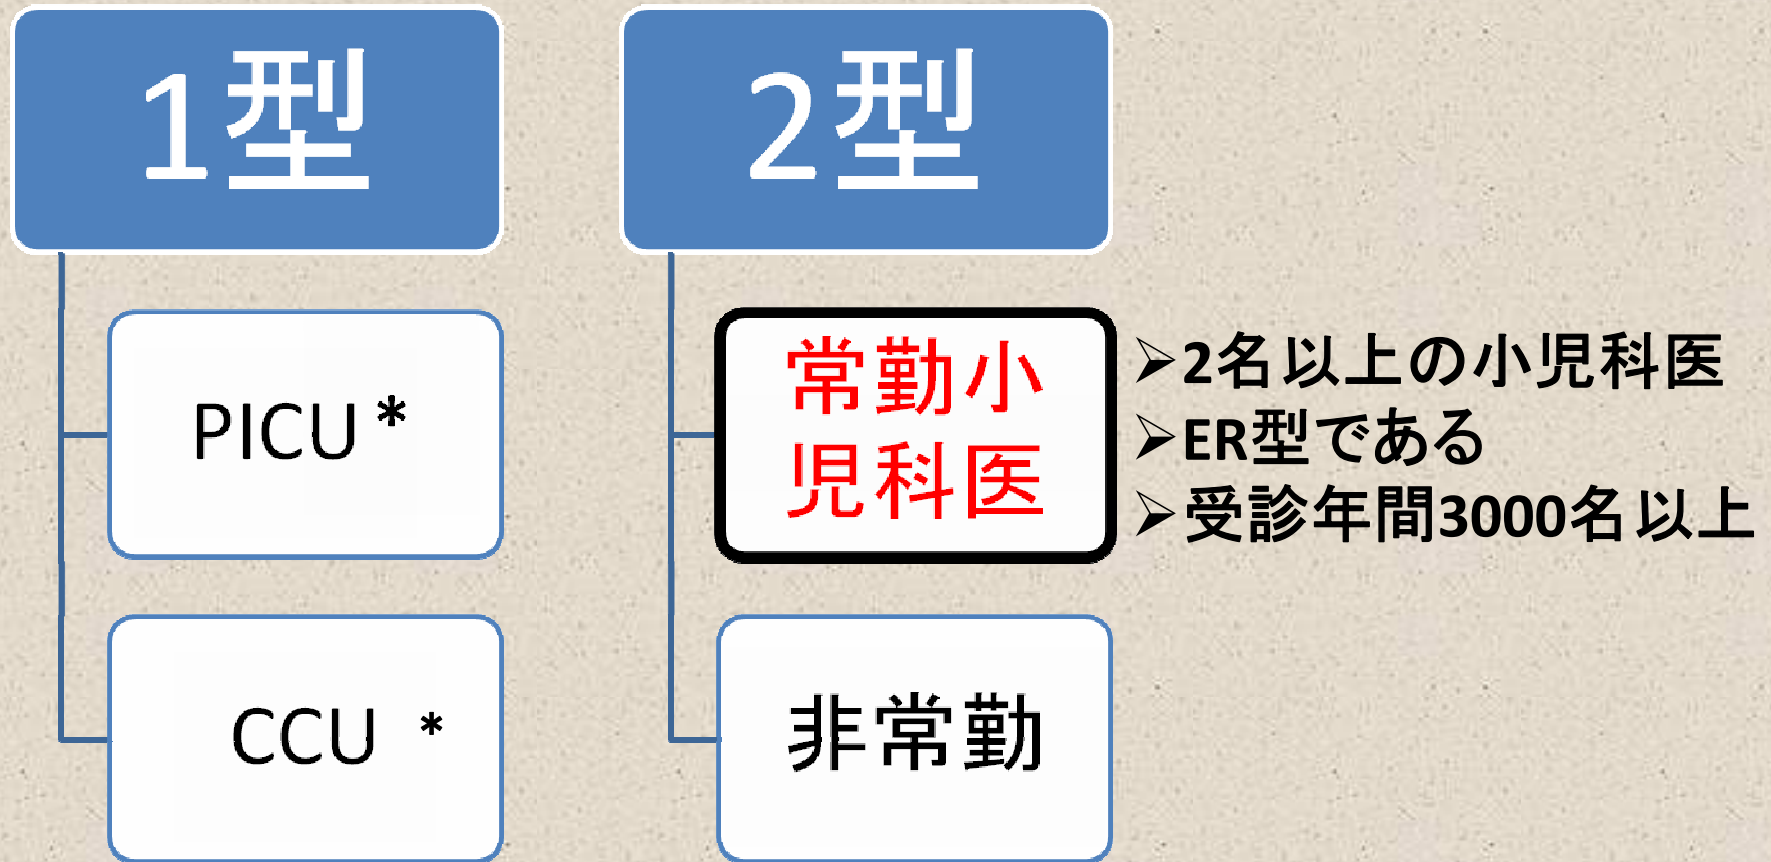 1型
PICU *
CCU *
2型
常勤小
児科医
➢2名以上の小児科医
➢ER型である
➢受診年間3000名以上
非常勤